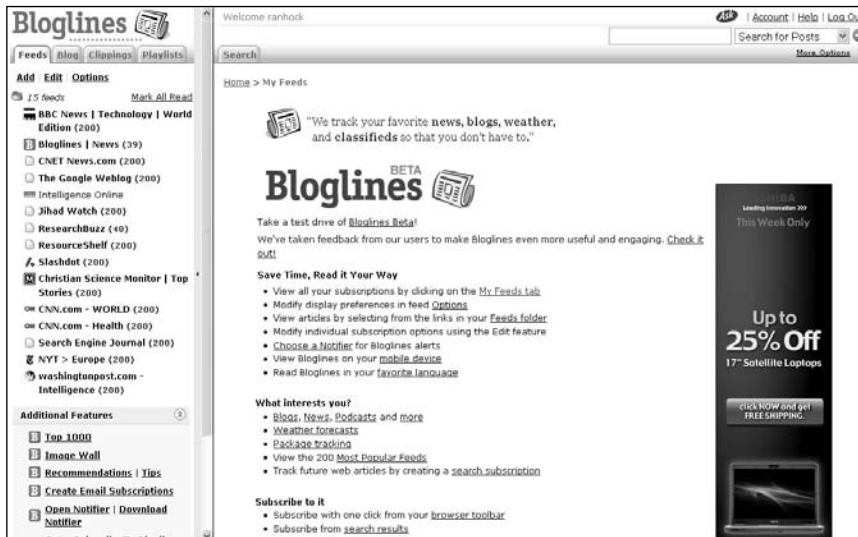 Bloglines
Welcome ranhock
Ask | Account | Help | Log Ou
Search for Posts
More Options
Feeds Blog Clippings Playlists
Search
Add Edit Options
15 feeds Mark All Read
BBC News | Technology | World
Edition (200)
Bloglines | News (39)
CNET News.com (200)
The Google Weblog (200)
Intelligence Online
Jihad Watch (200)
ResearchBuzz (40)
ResourceShelf (200)
Slashdot (200)
Christian Science Monitor | Top
Stories (200)
CNN.com - WORLD (200)
CNN.com - Health (200)
Search Engine Journal (200)
NYT > Europe (200)
washingtonpost.com -
Intelligence (200)
Additional Features
Top 1000
Image Wall
Recommendations | Tips
Create Email Subscriptions
Open Notifier | Download
Notifier
Home > My Feeds
"We track your favorite news, blogs, weather,
and classifieds so that you don't have to."
Bloglines BETA
Take a test drive of Bloglines Beta!
We've taken feedback from our users to make Bloglines even more useful and engaging. Check it
out!
Save Time, Read it Your Way
• View all your subscriptions by clicking on the My Feeds tab
• Modify display preferences in feed Options
• View articles by selecting from the links in your Feeds folder
• Modify individual subscription options using the Edit feature
• Choose a Notifier for Bloglines alerts
• View Bloglines on your mobile device
• Read Bloglines in your favorite language
What interests you?
• Blogs, News, Podcasts and more
• Weather forecasts
• Package tracking
• View the 200 Most Popular Feeds
• Track future web articles by creating a search subscription
Subscribe to it
• Subscribe with one click from your browser toolbar
• Subscribe from search results
Leading Innovation >>>
This Week Only
Up to
25% Off
17" Satellite Laptops
click NOW and get
FREE SHIPPING.